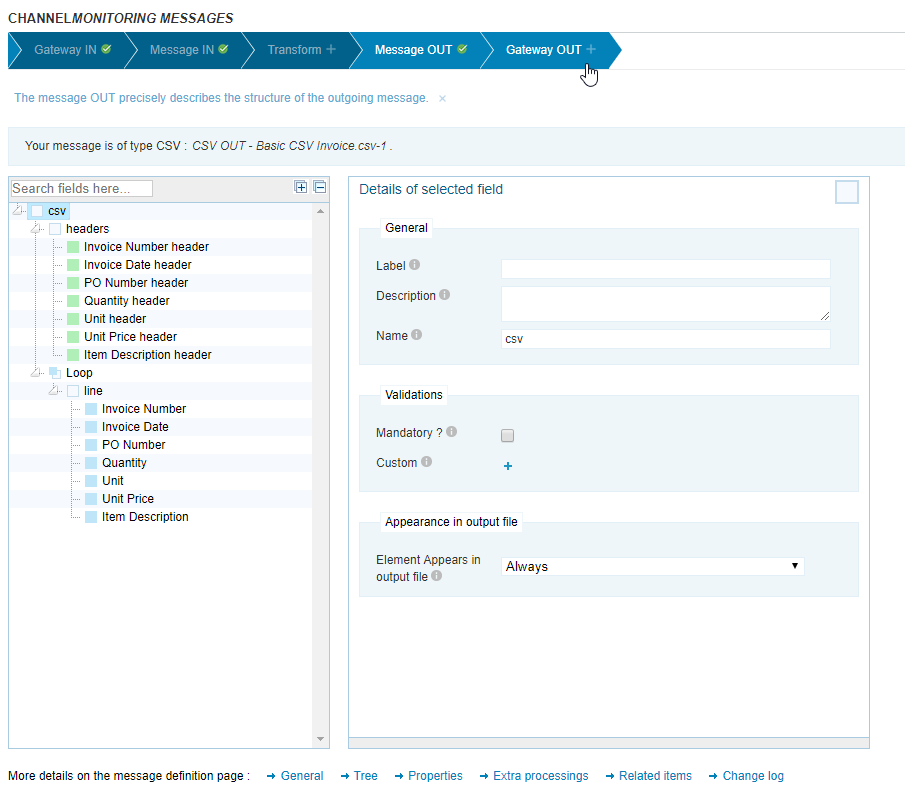 CHANNELMONITORING MESSAGES
Gateway IN Message IN Transform + Message OUT Gateway OUT +
The message OUT precisely describes the structure of the outgoing message. ×
Your message is of type CSV : CSV OUT - Basic CSV Invoice.csv-1 .
Search fields here...
csv
headers
Invoice Number header
Invoice Date header
PO Number header
Quantity header
Unit header
Unit Price header
Item Description header
Loop
line
Invoice Number
Invoice Date
PO Number
Quantity
Unit
Unit Price
Item Description
Details of selected field
General
Label
Description
Name csv
Validations
Mandatory ?
Custom +
Appearance in output file
Element Appears in
output file Always
More details on the message definition page : → General → Tree → Properties → Extra processings → Related items → Change log